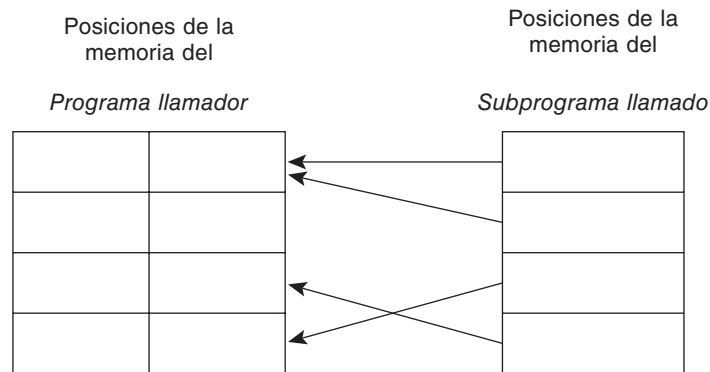 Posiciones de la
memoria del
Programa llamador
Posiciones de la
memoria del
Subprograma llamado